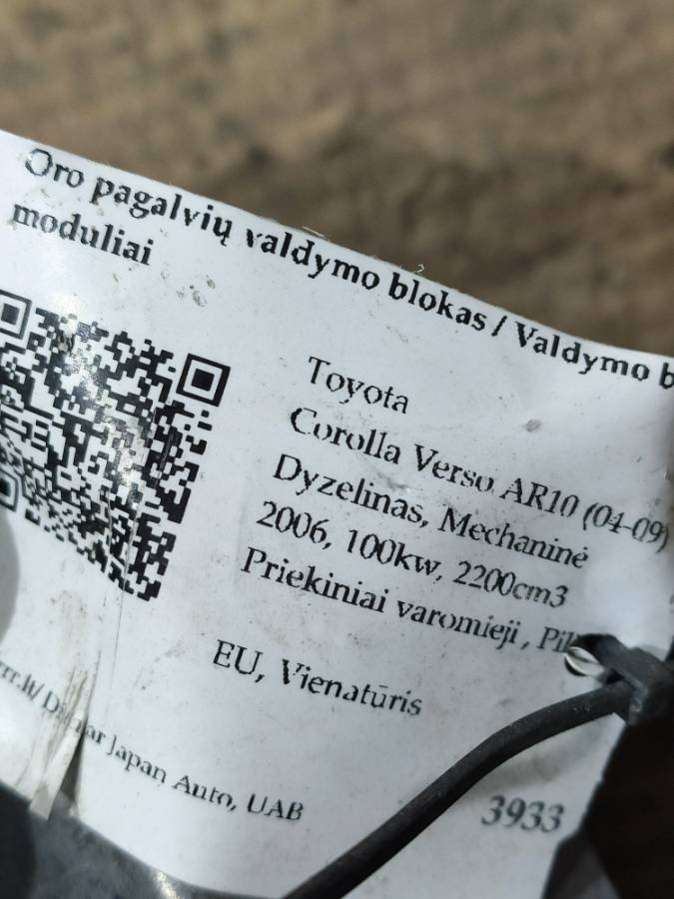 Oro pagalvių valdymo blokas / Valdymo
moduliai
Toyota
Corolla Verso AR10 (04-09)
Dyzelinas, Mechaninė
2006, 100kw, 2200cm3
Priekiniai varomieji,
EU, Vienatūris
Japan Auto, UAB
3933